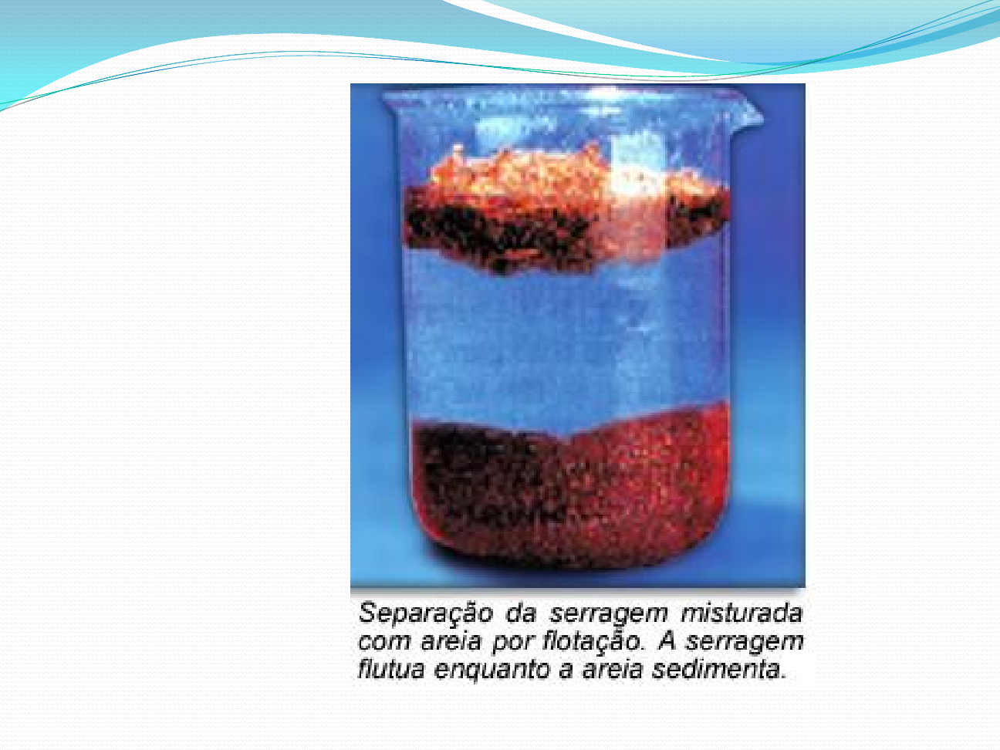 Separação da serragem misturada
com areia por flotação. A serragem
flutua enquanto a areia sedimenta.